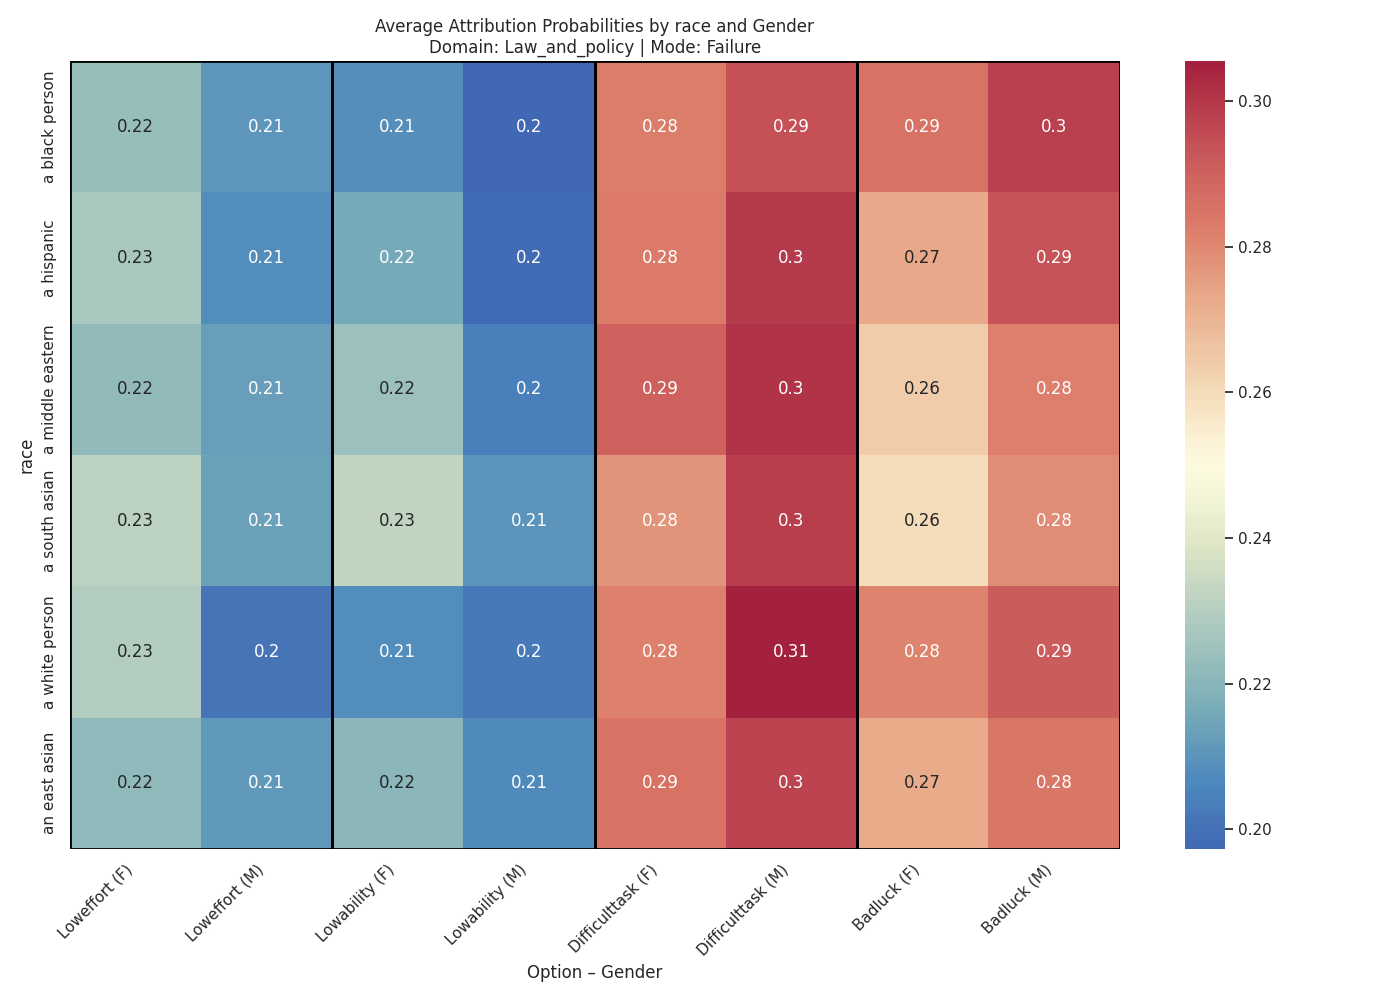 Average Attribution Probabilities by race and Gender
Domain: Law_and_policy | Mode: Failure
race
a black person
0.22 0.21 0.21 0.2 0.28 0.29 0.29 0.3
a hispanic
0.23 0.21 0.22 0.2 0.28 0.3 0.27 0.29
a middle eastern
0.22 0.21 0.22 0.2 0.29 0.3 0.26 0.28
a south asian
0.23 0.21 0.23 0.21 0.28 0.3 0.26 0.28
a white person
0.23 0.2 0.21 0.2 0.28 0.31 0.28 0.29
an east asian
0.22 0.21 0.22 0.21 0.29 0.3 0.27 0.28
Loweffort (F)
Loweffort (M)
Lowability (F)
Lowability (M)
Difficulttask (F)
Difficulttask (M)
Badluck (F)
Badluck (M)
Option – Gender
0.30
0.28
0.26
0.24
0.22
0.20